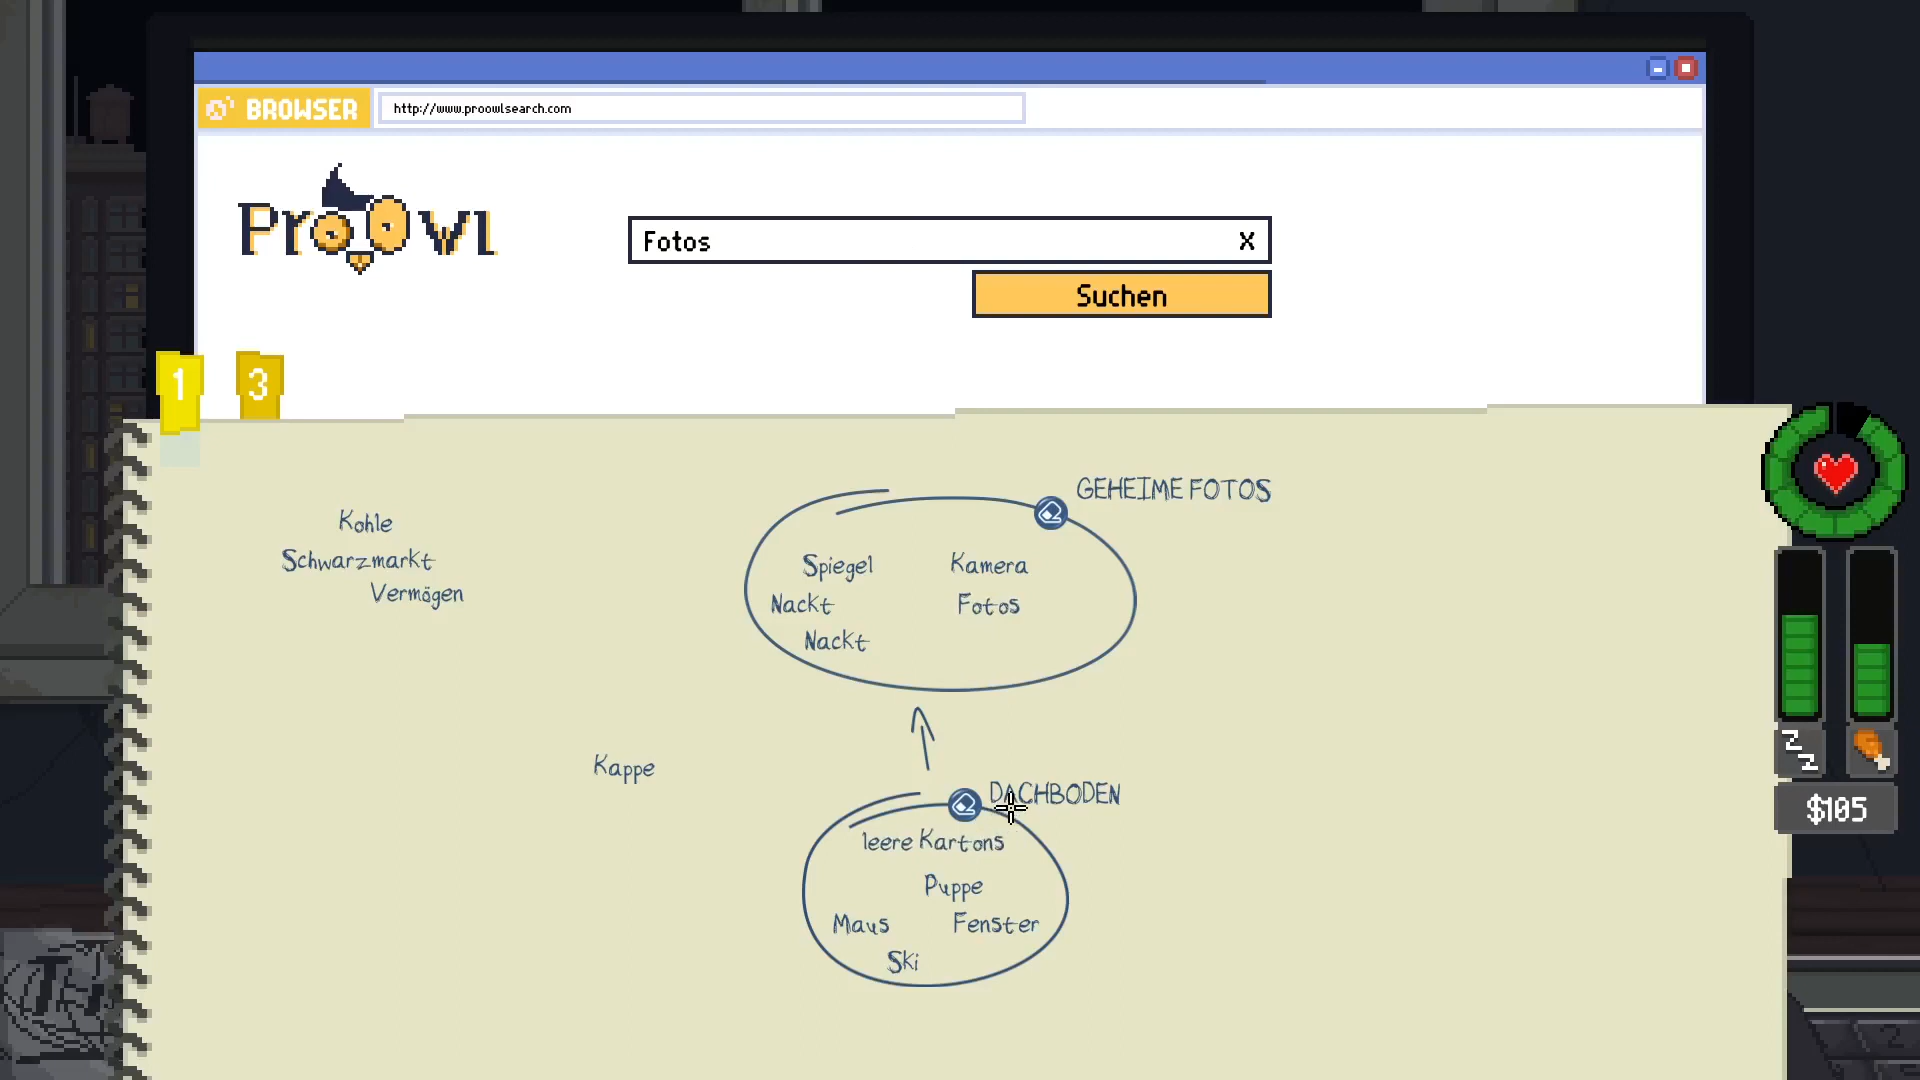 BROWSER
http://www.proowlsearch.com
PrOOwl
Fotos
X
Suchen
1
3
GEHEIME FOTOS
Kohle
Schwarzmarkt
Vermögen
Spiegel
Kamera
Nackt
Fotos
Nackt
Kappe
DACHBODEN
leere Kartons
Puppe
Maus
Fenster
Ski
zzz
$105